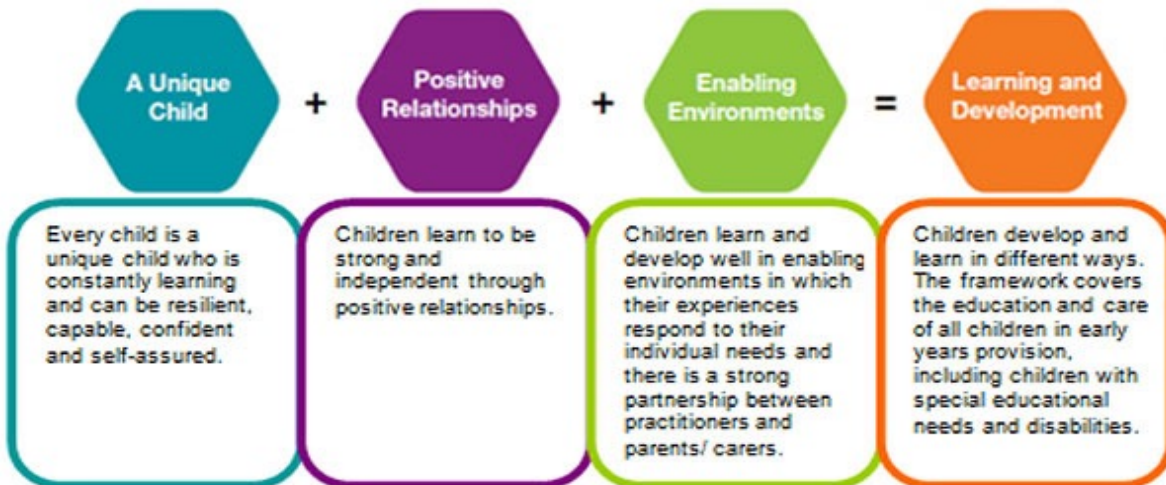 A Unique
Child
+
Positive
Relationships
+
Enabling
Environments
=
Learning and
Development
Every child is a
unique child who is
constantly learning
and can be resilient,
capable, confident
and self-assured.
Children learn to be
strong and
independent through
positive relationships.
Children learn and
develop well in enabling
environments in which
their experiences
respond to their
individual needs and
there is a strong
partnership between
practitioners and
parents/ carers.
Children develop and
learn in different ways.
The framework covers
the education and care
of all children in early
years provision,
including children with
special educational
needs and disabilities.